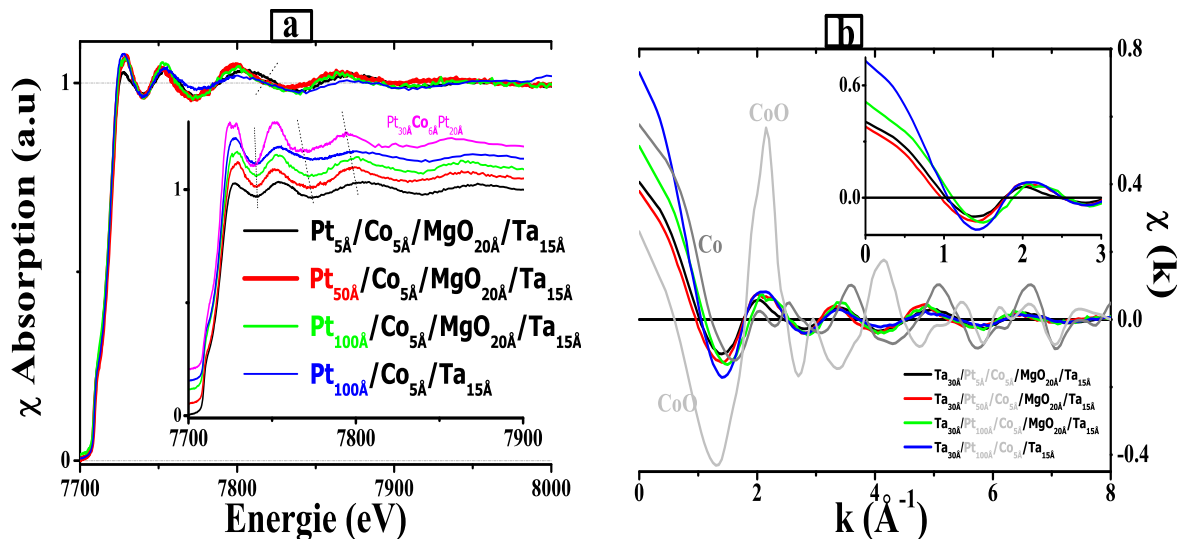 a
χ Absorption (a.u)
1
0
7700 7800 7900 8000
Energie (eV)
Pt30ÅCo6ÅPt20Å
1
0
7700 7800 7900
Pt5Å/Co5Å/MgO20Å/Ta15Å
Pt50Å/Co5Å/MgO20Å/Ta15Å
Pt100Å/Co5Å/MgO20Å/Ta15Å
Pt100Å/Co5Å/Ta15Å
b
CoO
Co
CoO
0.6
0.0
0 1 2 3
0.8
0.4
0.0
-0.4
χ (k)
Ta30Å/Pt5Å/Co5Å/MgO20Å/Ta15Å
Ta30Å/Pt50Å/Co5Å/MgO20Å/Ta15Å
Ta30Å/Pt100Å/Co5Å/MgO20Å/Ta15Å
Ta30Å/Pt100Å/Co5Å/Ta15Å
0 2 4 6 8
k (Å-1)